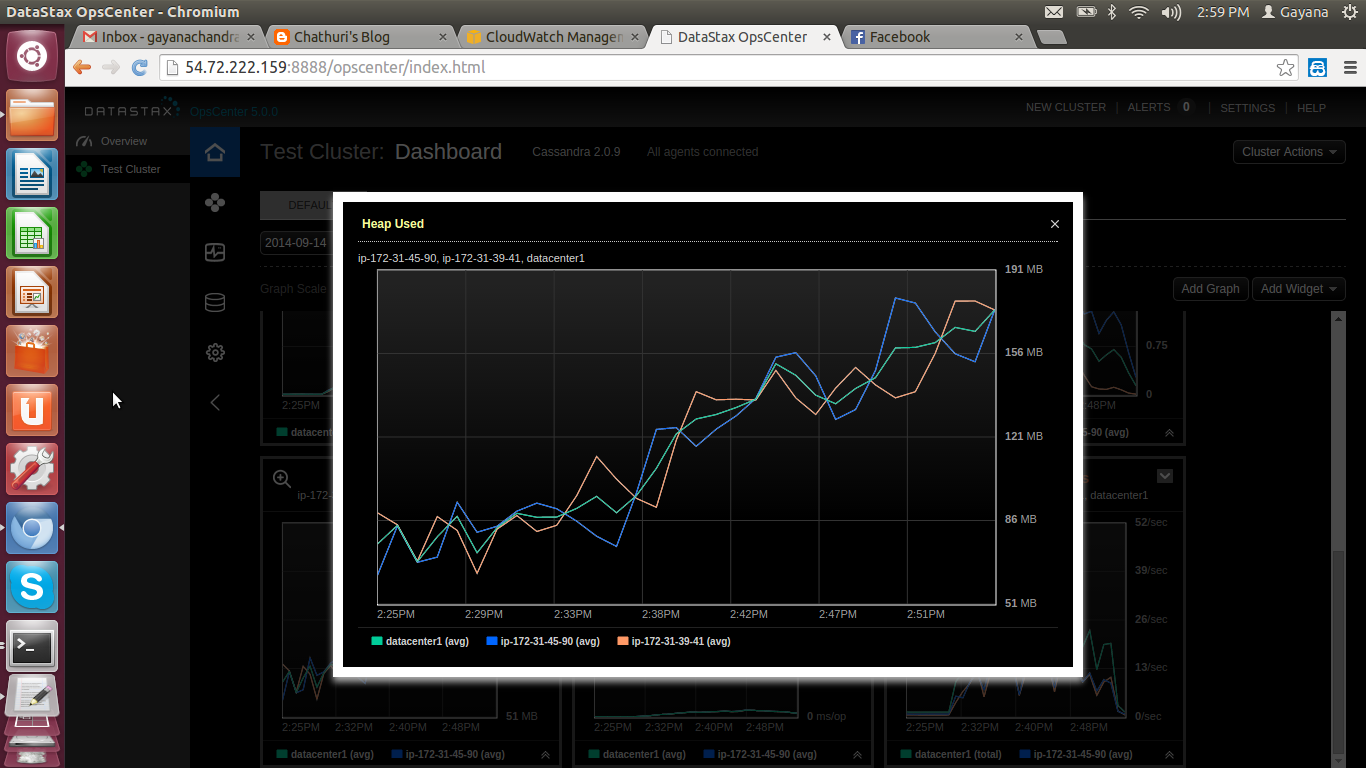 DataStax OpsCenter - Chromium
2:59 PM Gayana
Inbox - gayanachandra
Chathuri's Blog
CloudWatch Managem
DataStax OpsCenter
Facebook
54.72.222.159:8888/opscenter/index.html
DATASTAX OpsCenter 5.0.0
NEW CLUSTER | ALERTS 0 | SETTINGS | HELP
Overview
Test Cluster
Test Cluster: Dashboard Cassandra 2.0.9 All agents connected
Cluster Actions
DEFAUL
2014-09-14
Graph Scale
Add Graph
Add Widget
Heap Used
ip-172-31-45-90, ip-172-31-39-41, datacenter1
191 MB
156 MB
121 MB
86 MB
51 MB
2:25PM 2:29PM 2:33PM 2:38PM 2:42PM 2:47PM 2:51PM
datacenter1 (avg) ip-172-31-45-90 (avg) ip-172-31-39-41 (avg)
0.75
0
2:25PM
:48PM
datacenter
5-90 (avg)
ip-172-
, datacenter1
52/sec
39/sec
13/sec
51 MB
0 ms/op
0/sec
2:25PM 2:32PM 2:40PM 2:48PM
2:25PM 2:32PM 2:40PM 2:48PM
2:25PM 2:32PM 2:40PM 2:48PM
datacenter1 (avg) ip-172-31-45-90 (avg)
datacenter1 (avg) ip-172-31-45-90 (avg)
datacenter1 (total) ip-172-31-45-90 (avg)